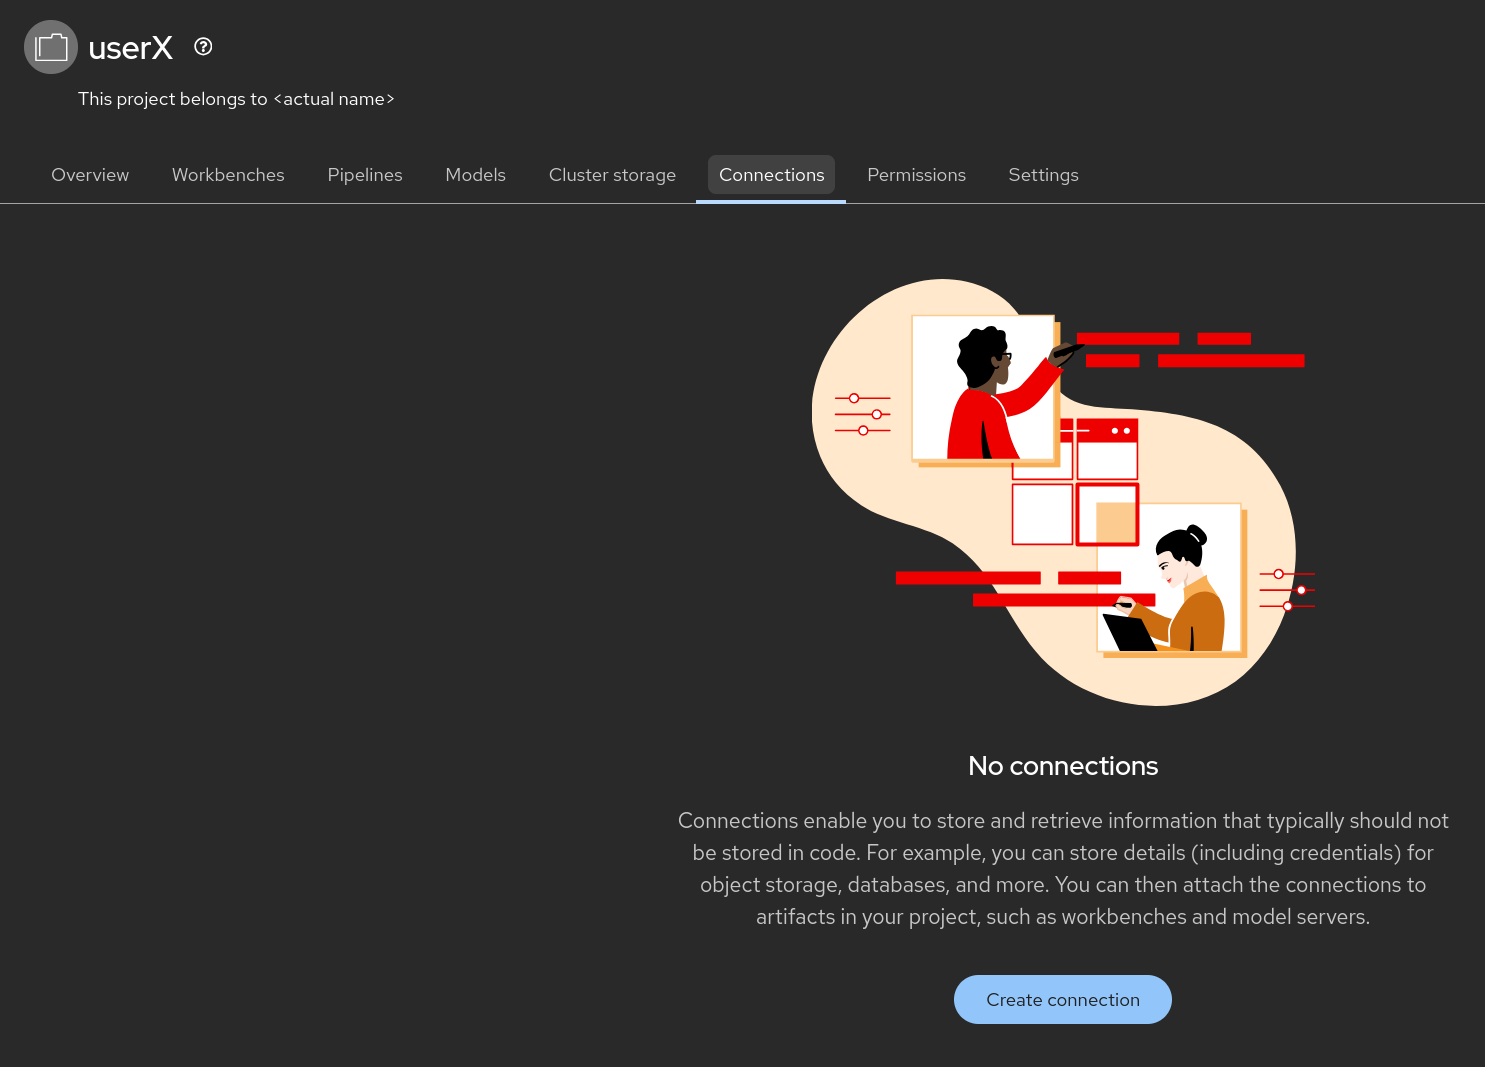 userX
This project belongs to <actual name>
Overview Workbenches Pipelines Models Cluster storage Connections Permissions Settings
No connections
Connections enable you to store and retrieve information that typically should not
be stored in code. For example, you can store details (including credentials) for
object storage, databases, and more. You can then attach the connections to
artifacts in your project, such as workbenches and model servers.
Create connection